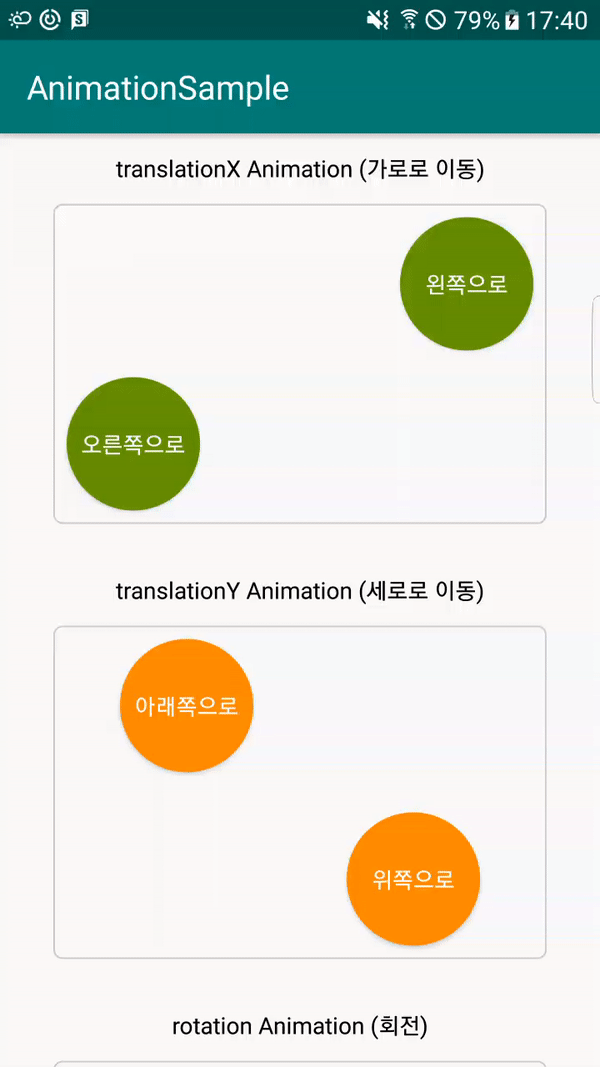 79% 17:40
AnimationSample
translationX Animation (가로로 이동)
왼쪽으로
오른쪽으로
translationY Animation (세로로 이동)
아래쪽으로
위쪽으로
rotation Animation (회전)